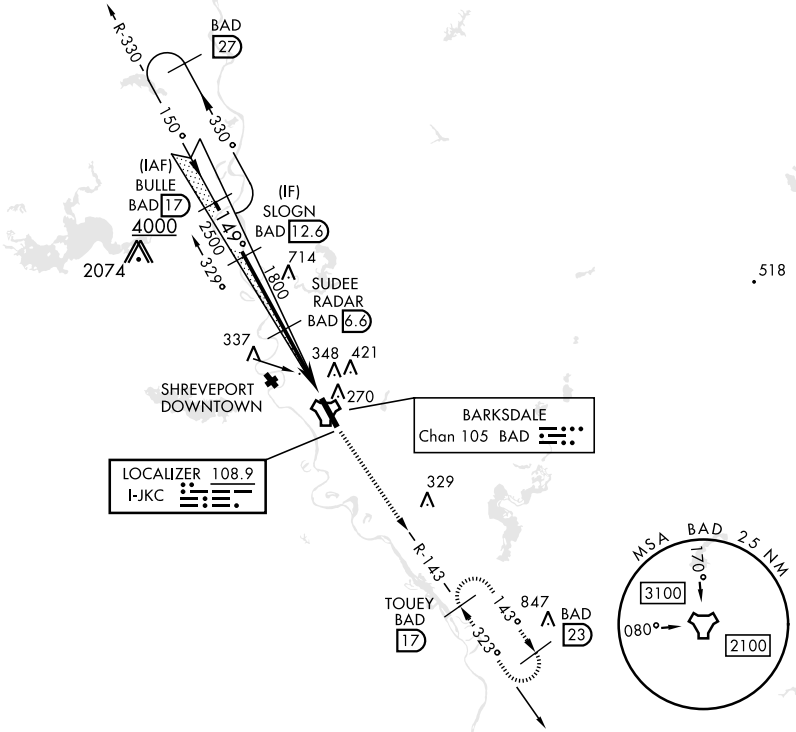 BAD
27
R-330
150°
330°
(IAF)
BULLE
BAD 17
4000
2074
(IF)
SLOGN
BAD 12.6
149°
2500
329°
1800
714
SUDEE
RADAR
BAD 6.6
518
337
348
421
270
SHREVEPORT
DOWNTOWN
BARKSDALE
Chan 105 BAD
LOCALIZER 108.9
I-JKC
329
R-143
TOUEY
BAD
17
143°
323°
847
BAD
23
MSA BAD 25 NM
170°
3100
080°
2100